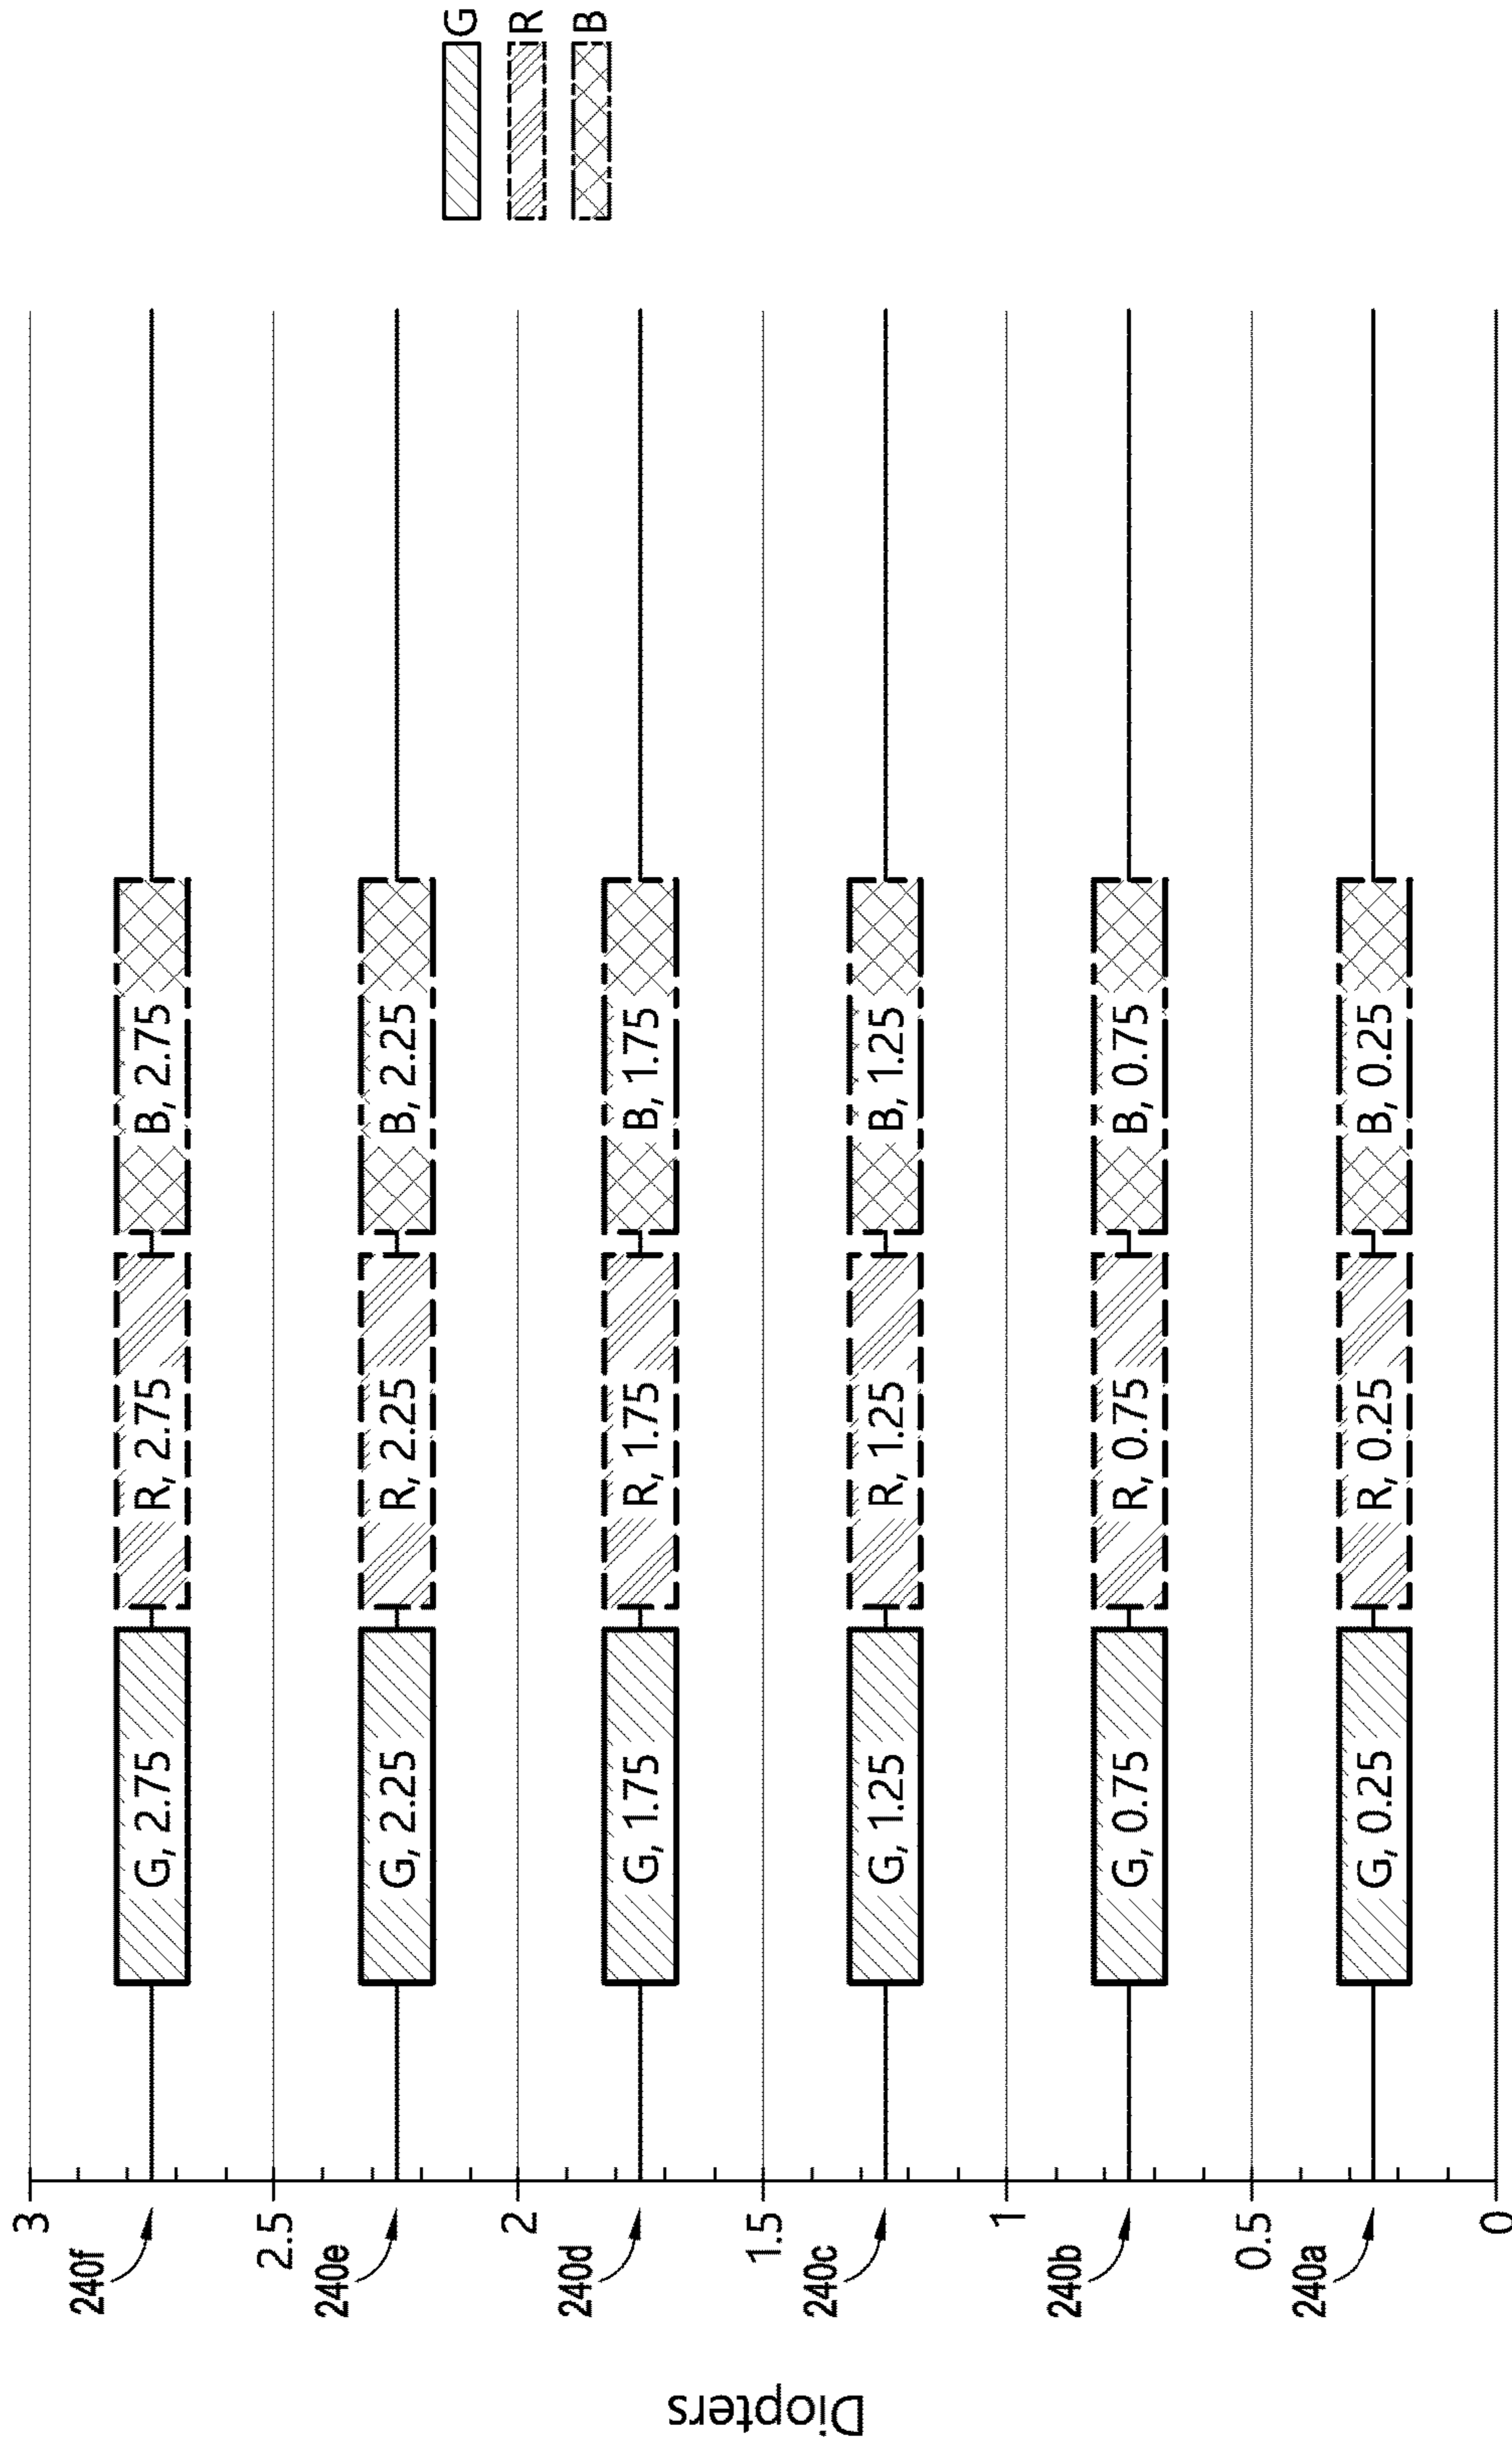 Diopters
3
240f
G, 2.75
R, 2.75
B, 2.75
2.5
240e
G, 2.25
R, 2.25
B, 2.25
2
240d
G, 1.75
R, 1.75
B, 1.75
1.5
240c
G, 1.25
R, 1.25
B, 1.25
1
240b
G, 0.75
R, 0.75
B, 0.75
0.5
240a
G, 0.25
R, 0.25
B, 0.25
0
G
R
B